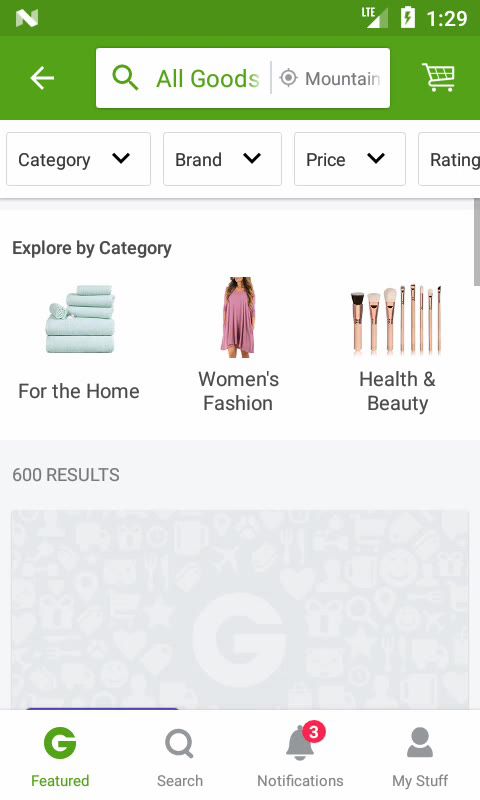 LTE 1:29
All Goods Mountain
Category Brand Price Rating
Explore by Category
For the Home
Women's
Fashion
Health &
Beauty
600 RESULTS
G
3
Featured Search Notifications My Stuff